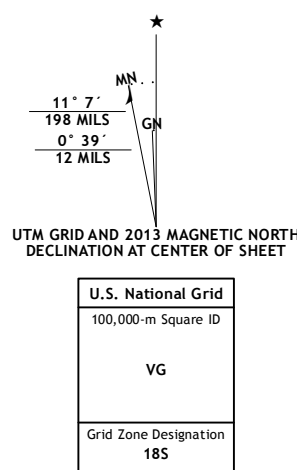 ★
MN
GN
11° 7´
198 MILS
0° 39´
12 MILS
UTM GRID AND 2013 MAGNETIC NORTH
DECLINATION AT CENTER OF SHEET
U.S. National Grid
100,000-m Square ID
VG
Grid Zone Designation
18S